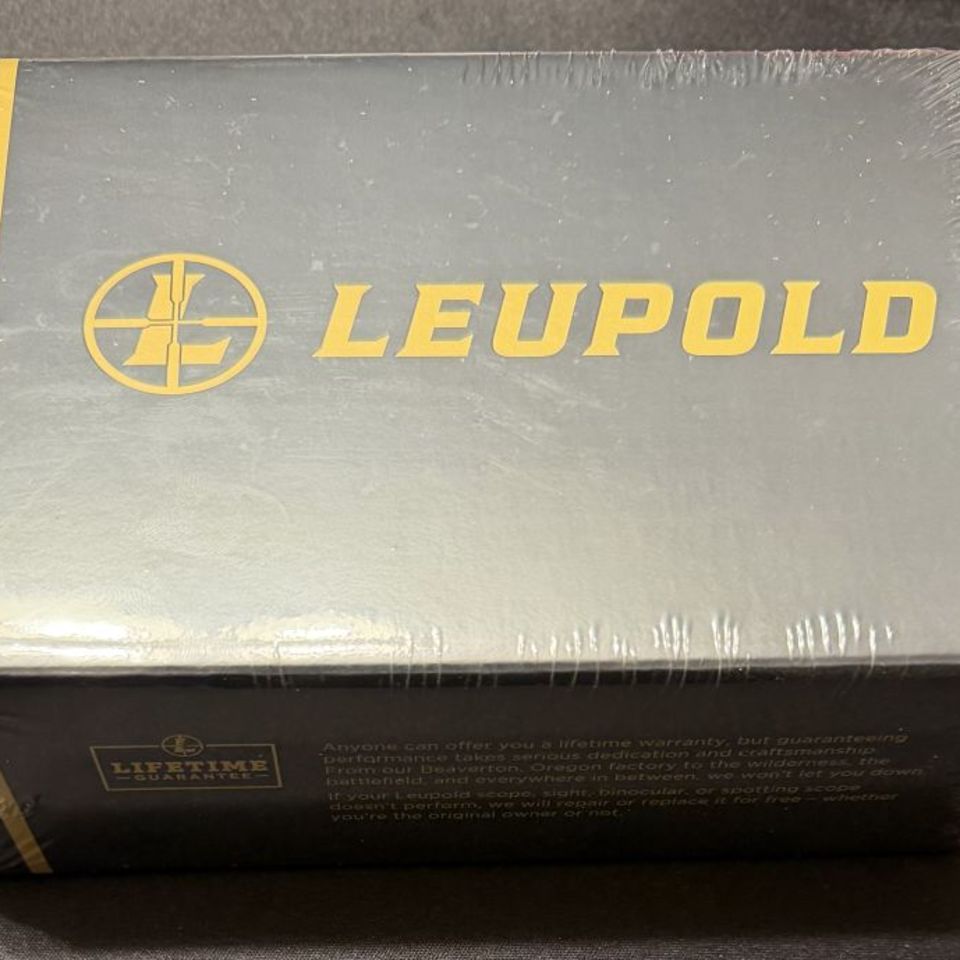 LEUPOLD
LIFETIME
GUARANTEE
Anyone can offer you a lifetime warranty, but guaranteeing
performance takes serious dedication and craftsmanship.
From our Beaverton, Oregon factory to the wilderness, the
battlefield, and everywhere in between, we won't let you down.
If your Leupold scope, sight, binocular, or spotting scope
doesn't perform, we will repair or replace it for free—whether
you're the original owner or not.